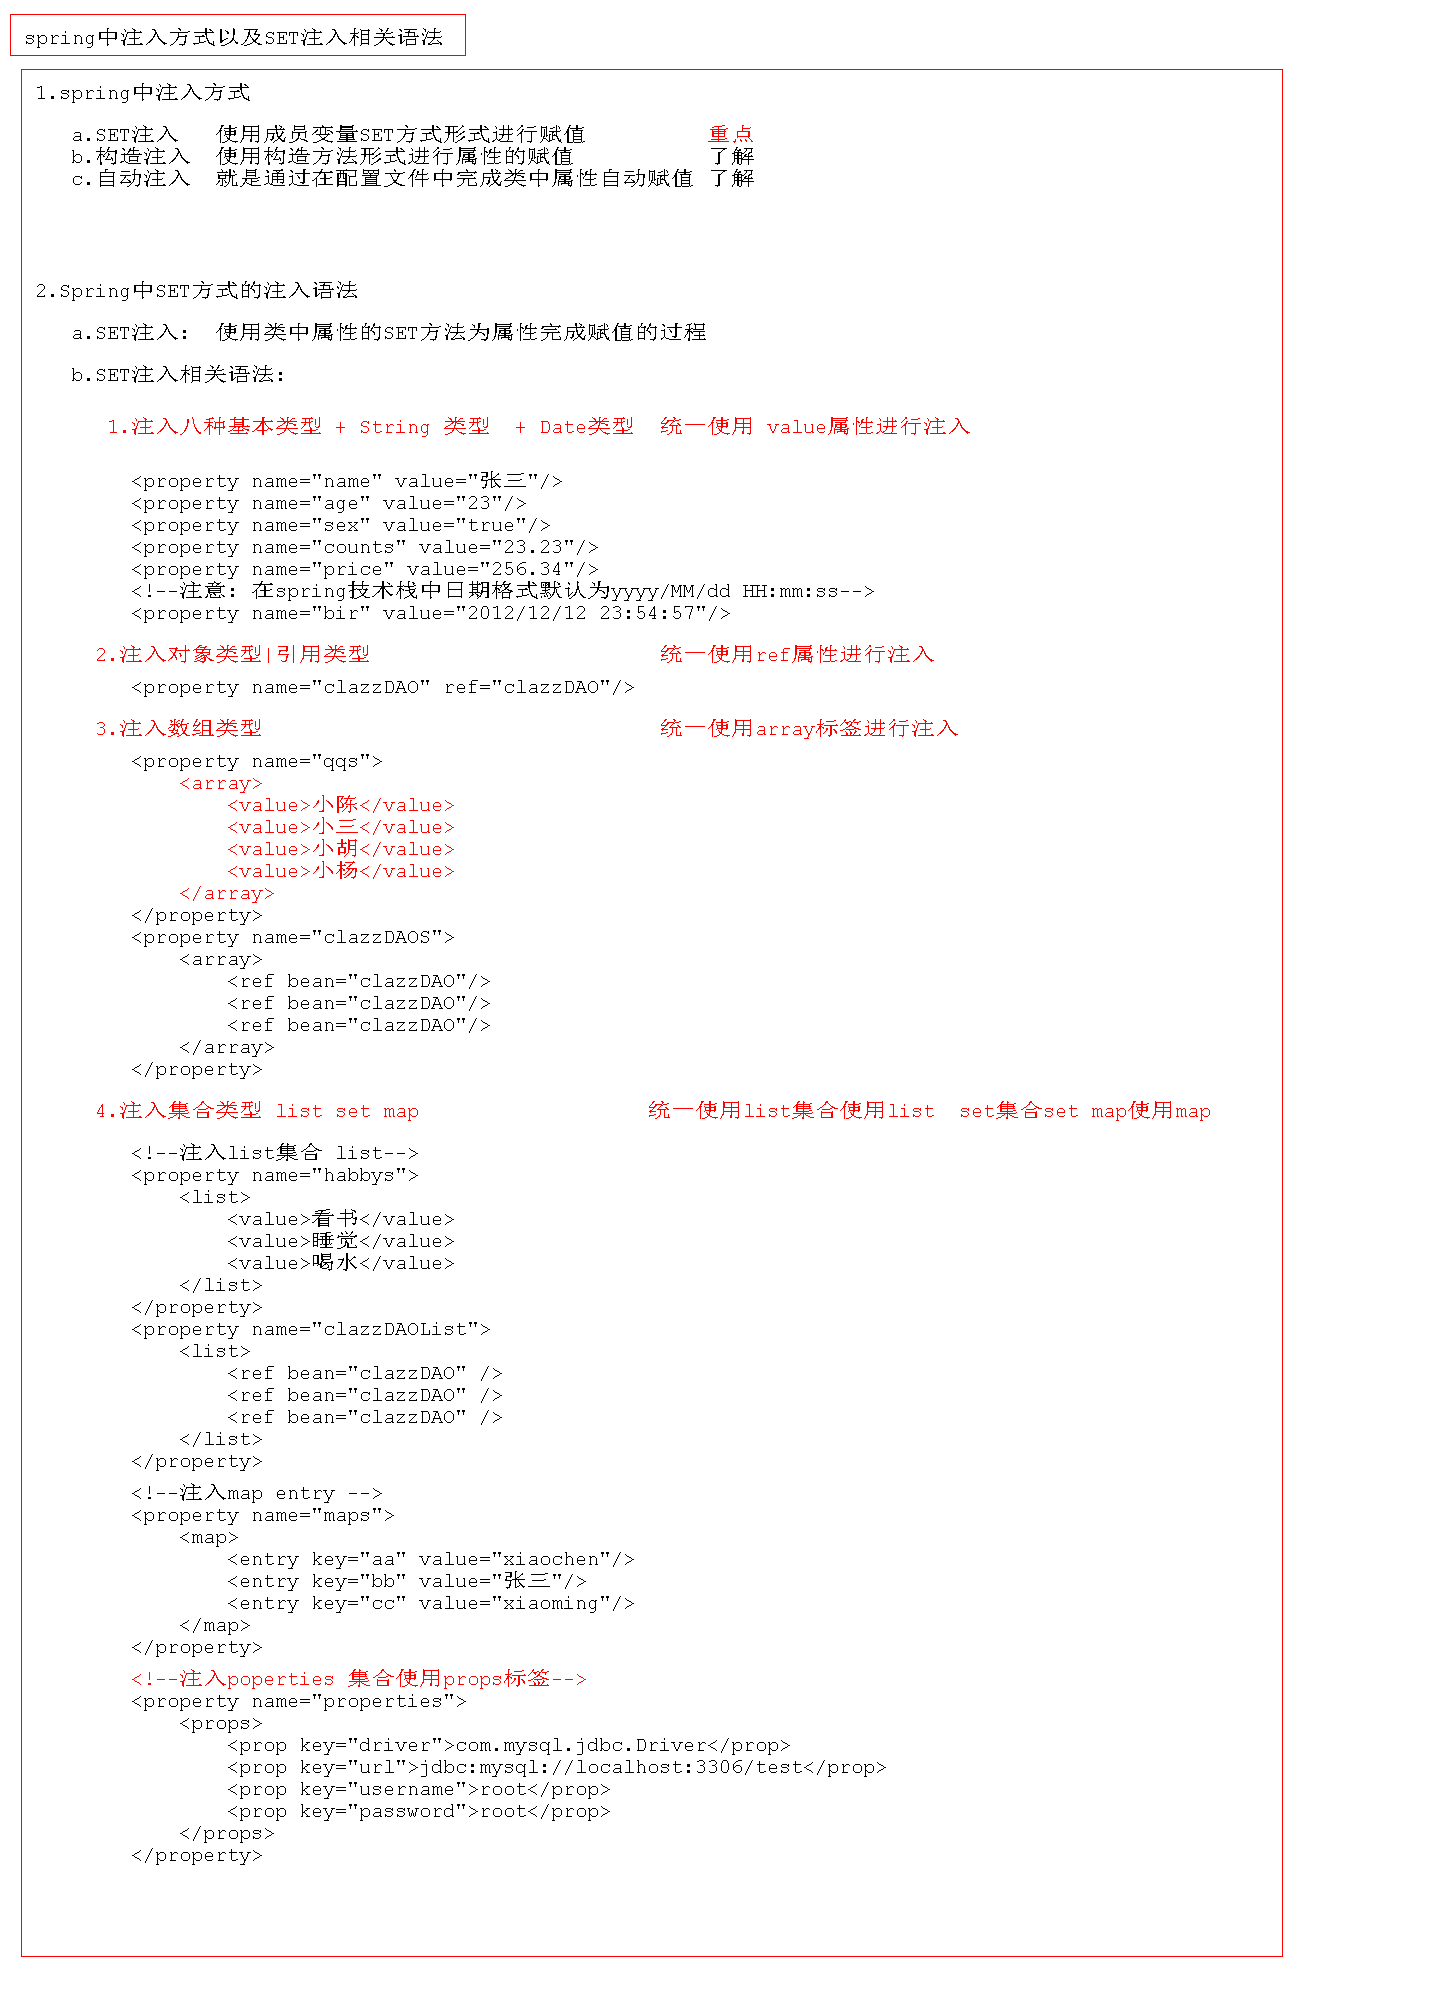 spring中注入方式以及SET注入相关语法
1.spring中注入方式
a.SET注入 使用成员变量SET方式形式进行赋值 重点
b.构造注入 使用构造方法形式进行属性的赋值 了解
c.自动注入 就是通过在配置文件中完成类中属性自动赋值 了解
2.Spring中SET方式的注入语法
a.SET注入: 使用类中属性的SET方法为属性完成赋值的过程
b.SET注入相关语法:
1.注入八种基本类型 + String 类型 + Date类型 统一使用 value属性进行注入
<property name="name" value="张三"/>
<property name="age" value="23"/>
<property name="sex" value="true"/>
<property name="counts" value="23.23"/>
<property name="price" value="256.34"/>
<!--注意: 在spring技术栈中日期格式默认为yyyy/MM/dd HH:mm:ss-->
<property name="bir" value="2012/12/12 23:54:57"/>
2.注入对象类型|引用类型 统一使用ref属性进行注入
<property name="clazzDAO" ref="clazzDAO"/>
3.注入数组类型 统一使用array标签进行注入
<property name="qqs">
<array>
<value>小陈</value>
<value>小三</value>
<value>小胡</value>
<value>小杨</value>
</array>
</property>
<property name="clazzDAOS">
<array>
<ref bean="clazzDAO"/>
<ref bean="clazzDAO"/>
<ref bean="clazzDAO"/>
</array>
</property>
4.注入集合类型 list set map 统一使用list集合使用list set集合set map使用map
<!--注入list集合 list-->
<property name="habbys">
<list>
<value>看书</value>
<value>睡觉</value>
<value>喝水</value>
</list>
</property>
<property name="clazzDAOList">
<list>
<ref bean="clazzDAO" />
<ref bean="clazzDAO" />
<ref bean="clazzDAO" />
</list>
</property>
<!--注入map entry -->
<property name="maps">
<map>
<entry key="aa" value="xiaochen"/>
<entry key="bb" value="张三"/>
<entry key="cc" value="xiaoming"/>
</map>
</property>
<!--注入poperties 集合使用props标签-->
<property name="properties">
<props>
<prop key="driver">com.mysql.jdbc.Driver</prop>
<prop key="url">jdbc:mysql://localhost:3306/test</prop>
<prop key="username">root</prop>
<prop key="password">root</prop>
</props>
</property>